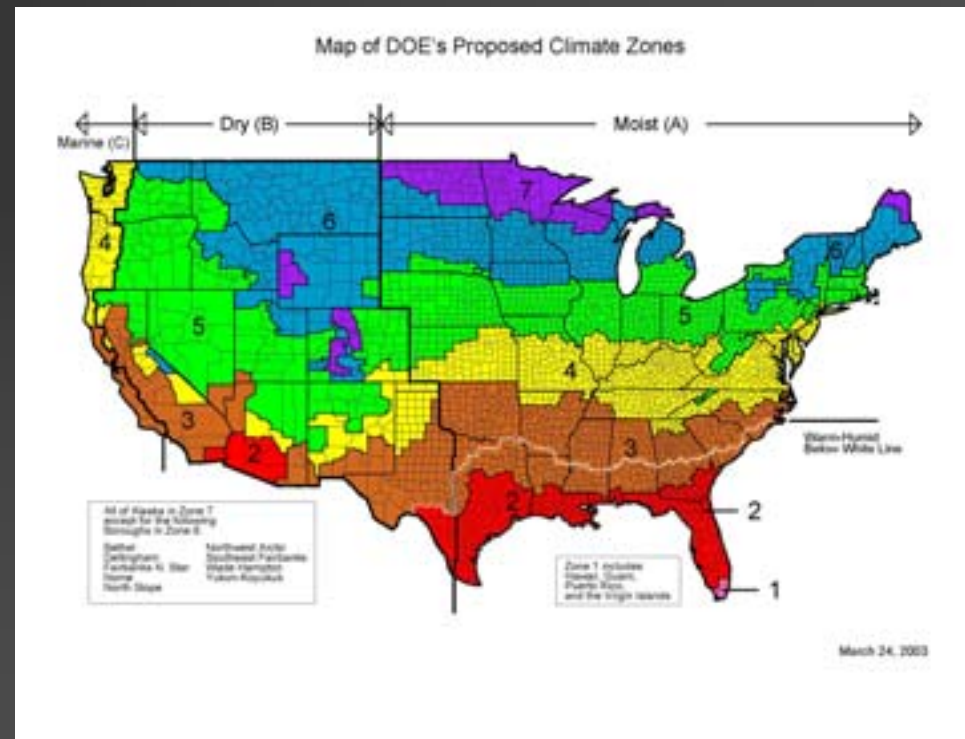 Map of DOE's Proposed Climate Zones
Marine (C)
Dry (B)
Moist (A)
7
6
6
4
5
5
4
3
3
2
2
Warm-Humid
Below White Line
2
1
All of Alaska in Zone 7
except for the following
Boroughs in Zone 8:
Bethel
Northwest Arctic
Dellingham
Southeast Fairbanks
Fairbanks N. Star
Wade Hampton
Nome
Yukon-Koyukuk
North Slope
Zone 1 includes
Hawaii, Guam,
Puerto Rico,
and the Virgin Islands
March 24, 2003